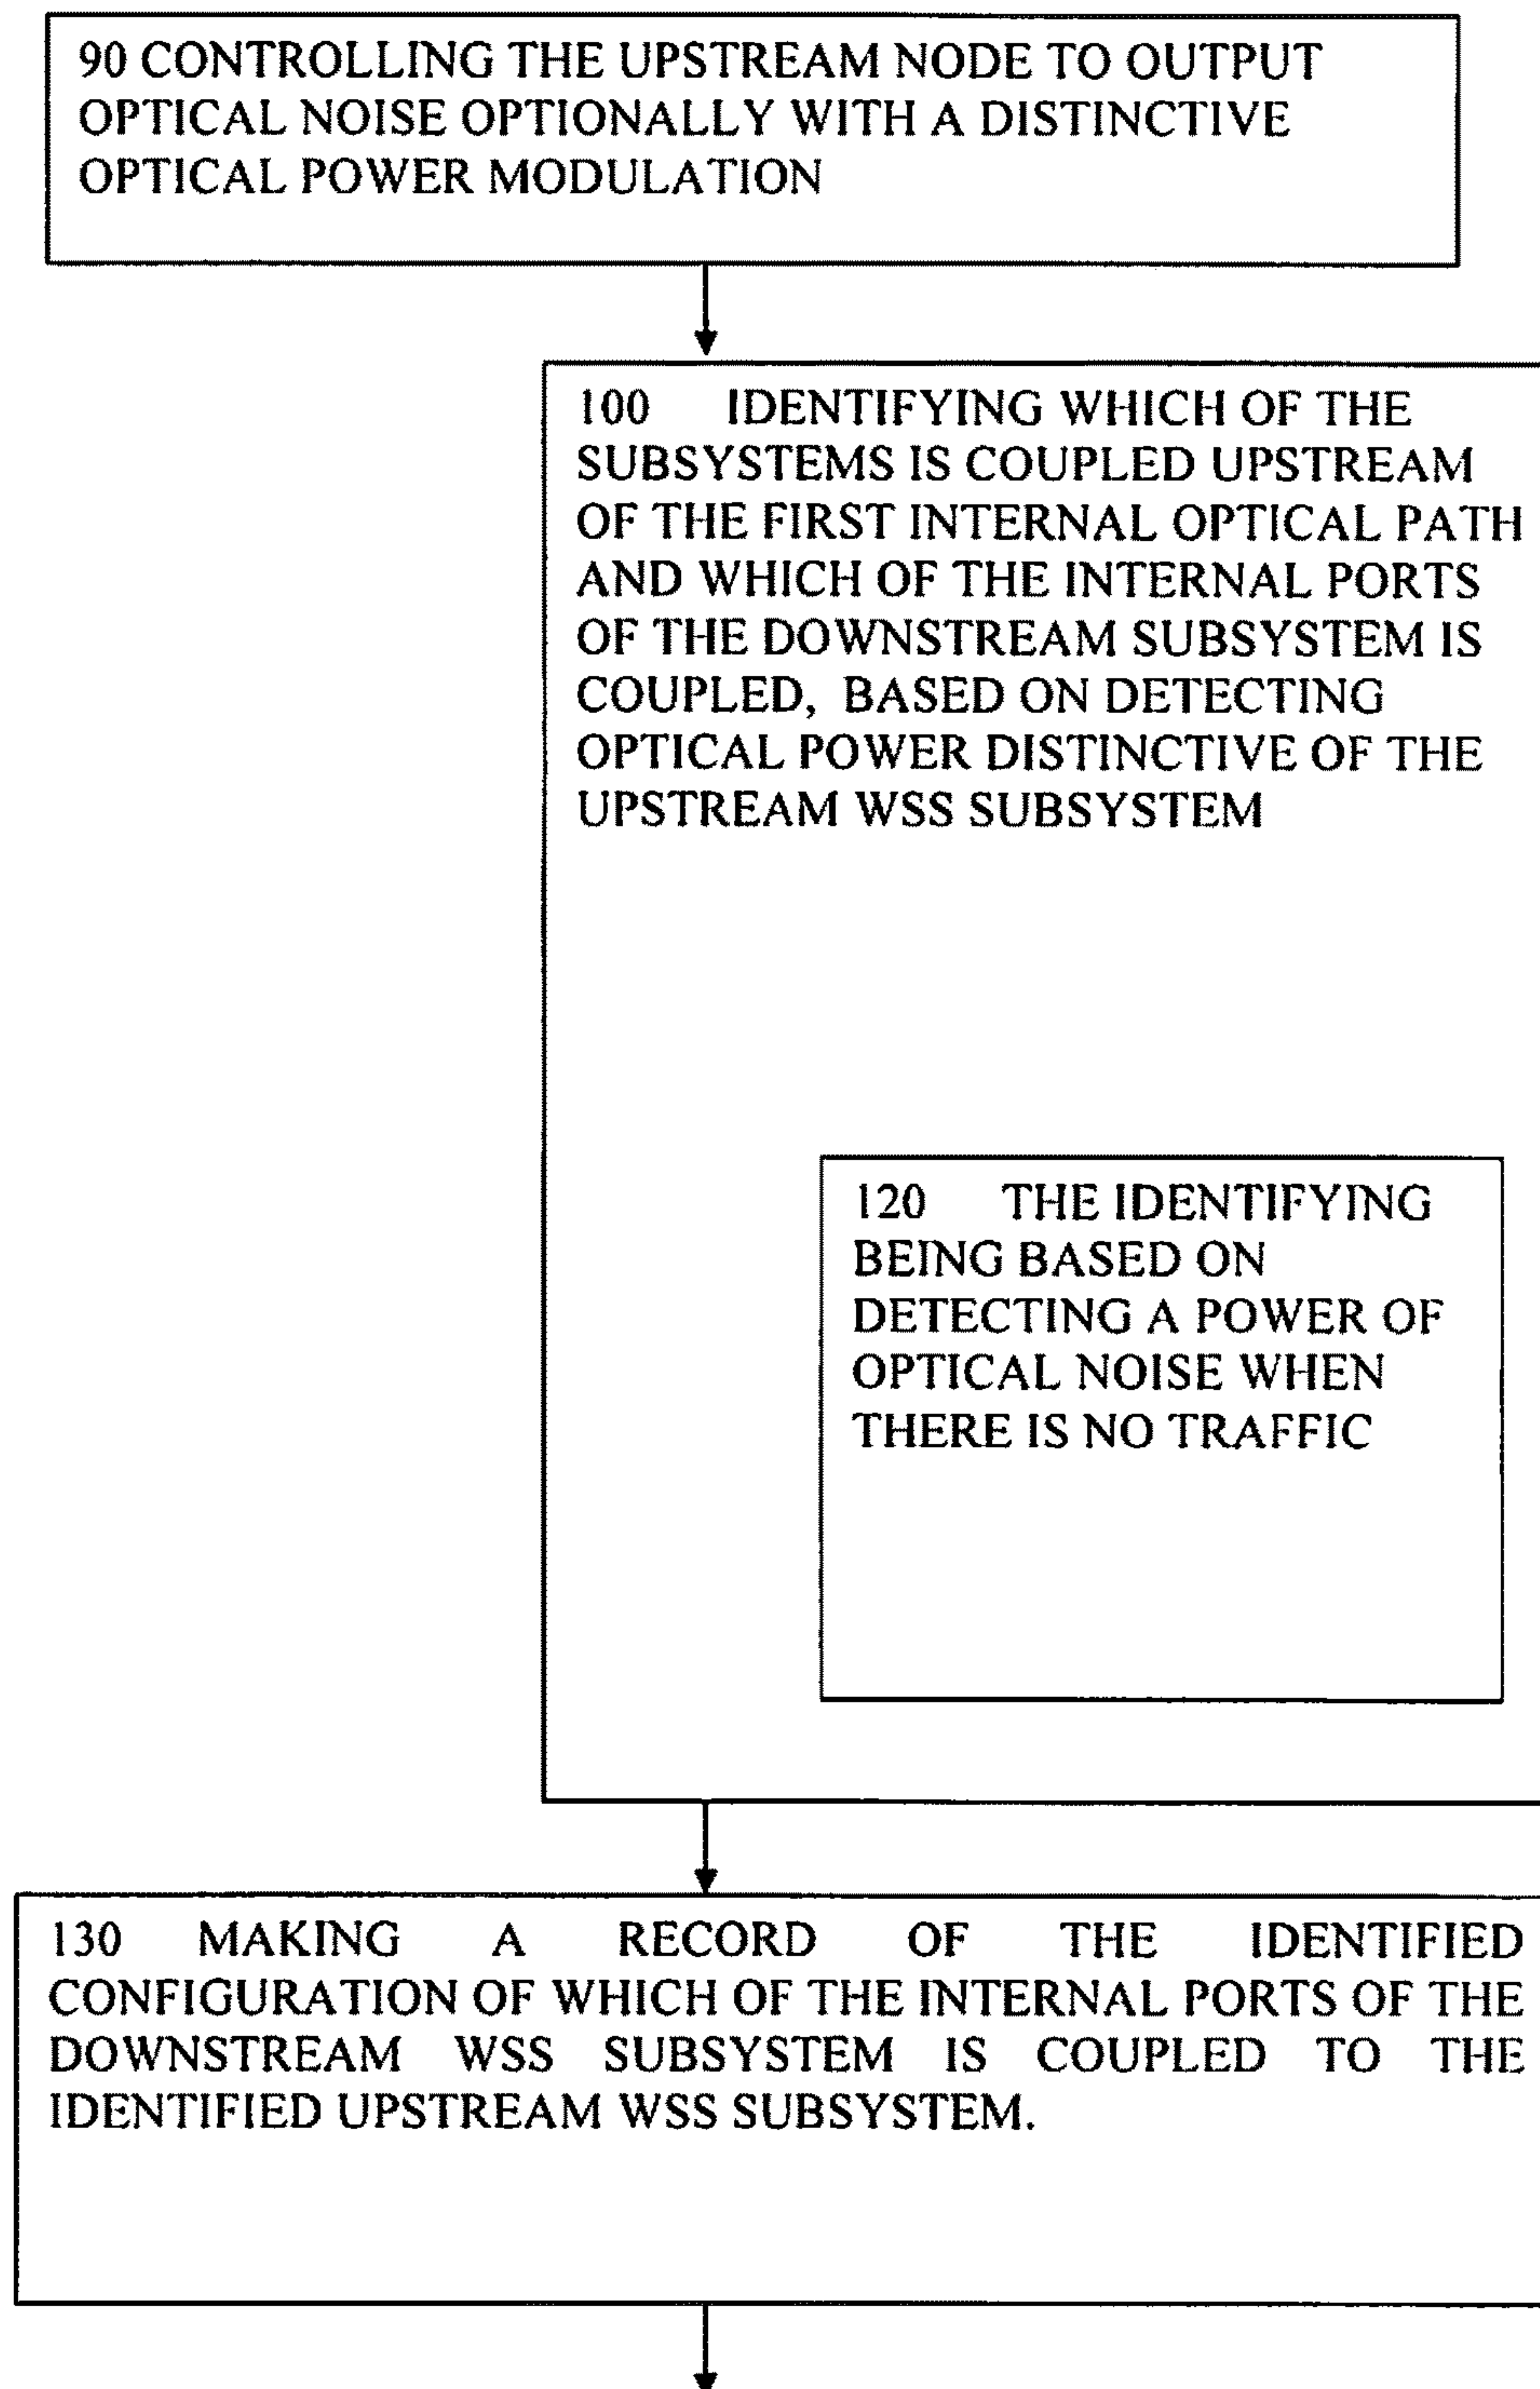 90 CONTROLLING THE UPSTREAM NODE TO OUTPUT
OPTICAL NOISE OPTIONALLY WITH A DISTINCTIVE
OPTICAL POWER MODULATION
100 IDENTIFYING WHICH OF THE
SUBSYSTEMS IS COUPLED UPSTREAM
OF THE FIRST INTERNAL OPTICAL PATH
AND WHICH OF THE INTERNAL PORTS
OF THE DOWNSTREAM SUBSYSTEM IS
COUPLED, BASED ON DETECTING
OPTICAL POWER DISTINCTIVE OF THE
UPSTREAM WSS SUBSYSTEM
120 THE IDENTIFYING
BEING BASED ON
DETECTING A POWER OF
OPTICAL NOISE WHEN
THERE IS NO TRAFFIC
130 MAKING A RECORD OF THE IDENTIFIED
CONFIGURATION OF WHICH OF THE INTERNAL PORTS OF THE
DOWNSTREAM WSS SUBSYSTEM IS COUPLED TO THE
IDENTIFIED UPSTREAM WSS SUBSYSTEM.